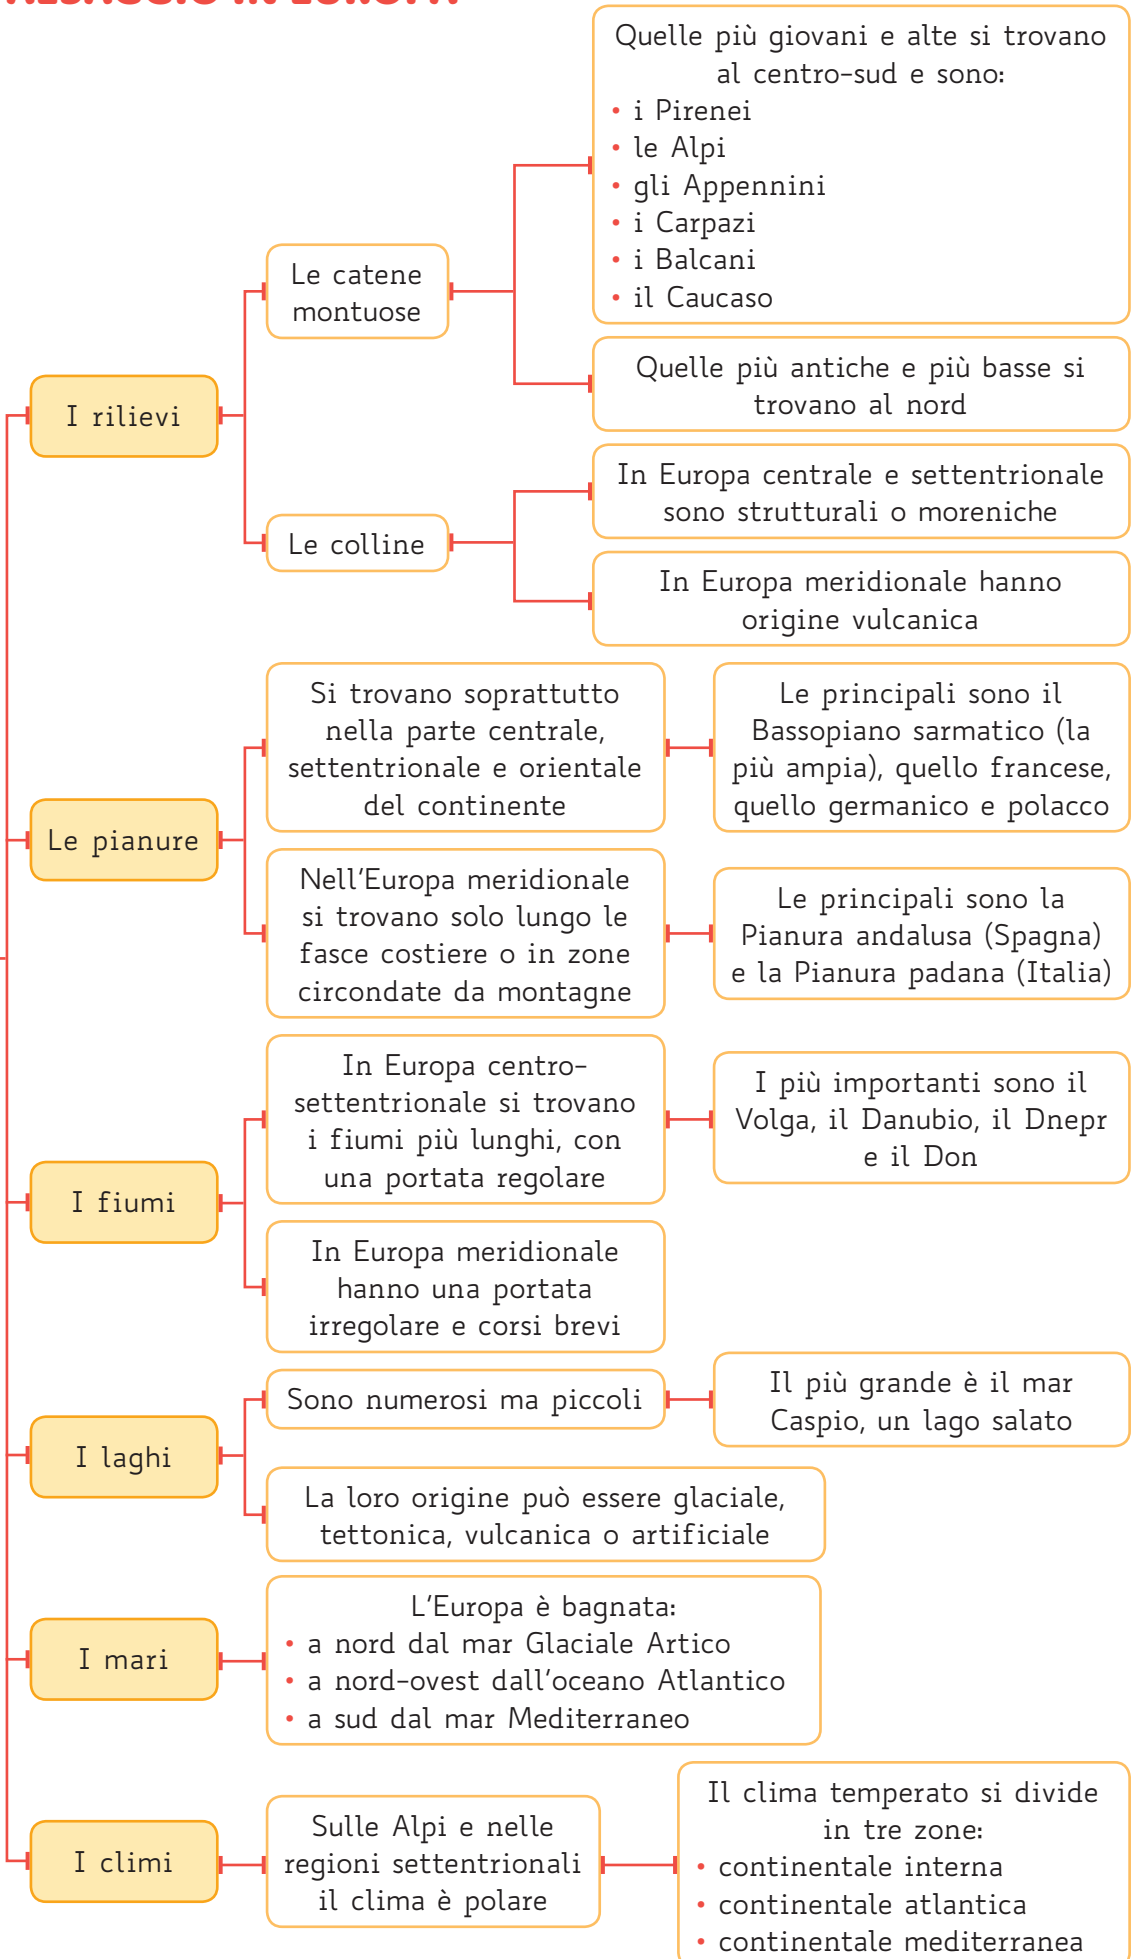 Quelle più giovani e alte si trovano
al centro-sud e sono:
• i Pirenei
• le Alpi
• gli Appennini
• i Carpazi
• i Balcani
• il Caucaso
Le catene
montuose
Quelle più antiche e più basse si
trovano al nord
I rilievi
In Europa centrale e settentrionale
sono strutturali o moreniche
Le colline
In Europa meridionale hanno
origine vulcanica
Si trovano soprattutto
nella parte centrale,
settentrionale e orientale
del continente
Le principali sono il
Bassopiano sarmatico (la
più ampia), quello francese,
quello germanico e polacco
Le pianure
Nell'Europa meridionale
si trovano solo lungo le
fasce costiere o in zone
circondate da montagne
Le principali sono la
Pianura andalusa (Spagna)
e la Pianura padana (Italia)
In Europa centro-
settentrionale si trovano
i fiumi più lunghi, con
una portata regolare
I più importanti sono il
Volga, il Danubio, il Dnepr
e il Don
I fiumi
In Europa meridionale
hanno una portata
irregolare e corsi brevi
Sono numerosi ma piccoli
Il più grande è il mar
Caspio, un lago salato
I laghi
La loro origine può essere glaciale,
tettonica, vulcanica o artificiale
I mari
L'Europa è bagnata:
• a nord dal mar Glaciale Artico
• a nord-ovest dall'oceano Atlantico
• a sud dal mar Mediterraneo
I climi
Sulle Alpi e nelle
regioni settentrionali
il clima è polare
Il clima temperato si divide
in tre zone:
• continentale interna
• continentale atlantica
• continentale mediterranea